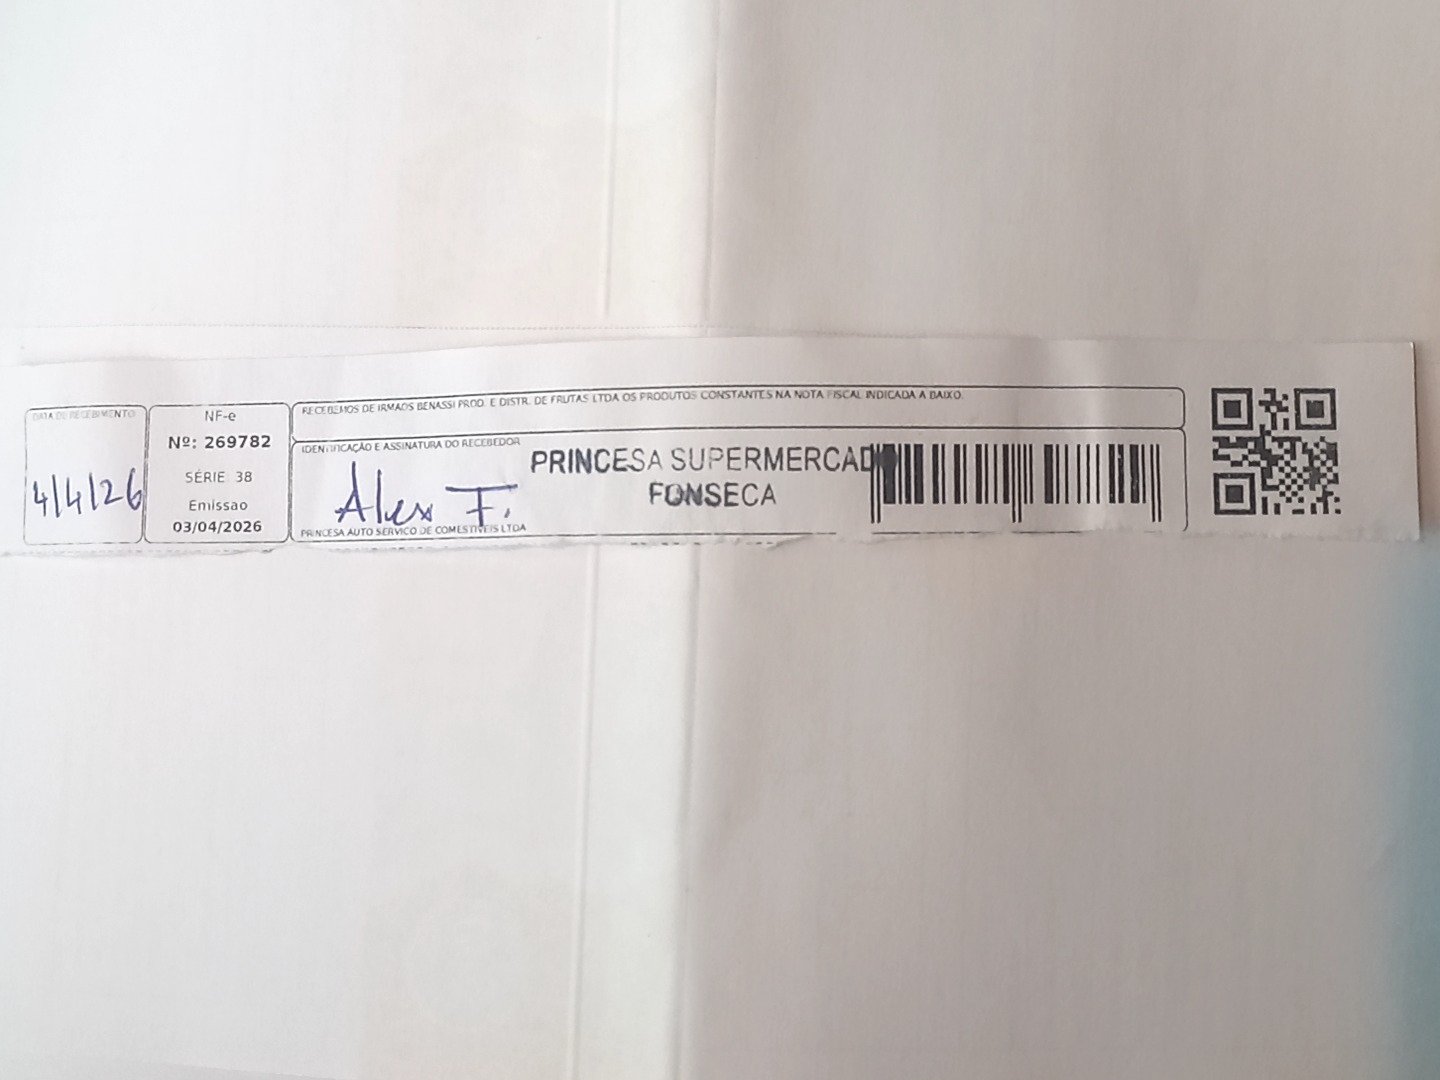 RECEBEMOS DE IRMAOS BENASSI PROD. E DISTR. DE FRUTAS LTDA OS PRODUTOS CONSTANTES NA NOTA FISCAL INDICADA A BAIXO.
DATA DE RECEBIMENTO
4/4/26
NF-e
Nº: 269782
SÉRIE: 38
Emissao
03/04/2026
IDENTIFICAÇÃO E ASSINATURA DO RECEBEDOR
Alex F.
PRINCESA AUTO SERVICO DE COMESTIVEIS LTDA
PRINCESA SUPERMERCAD
FONSECA